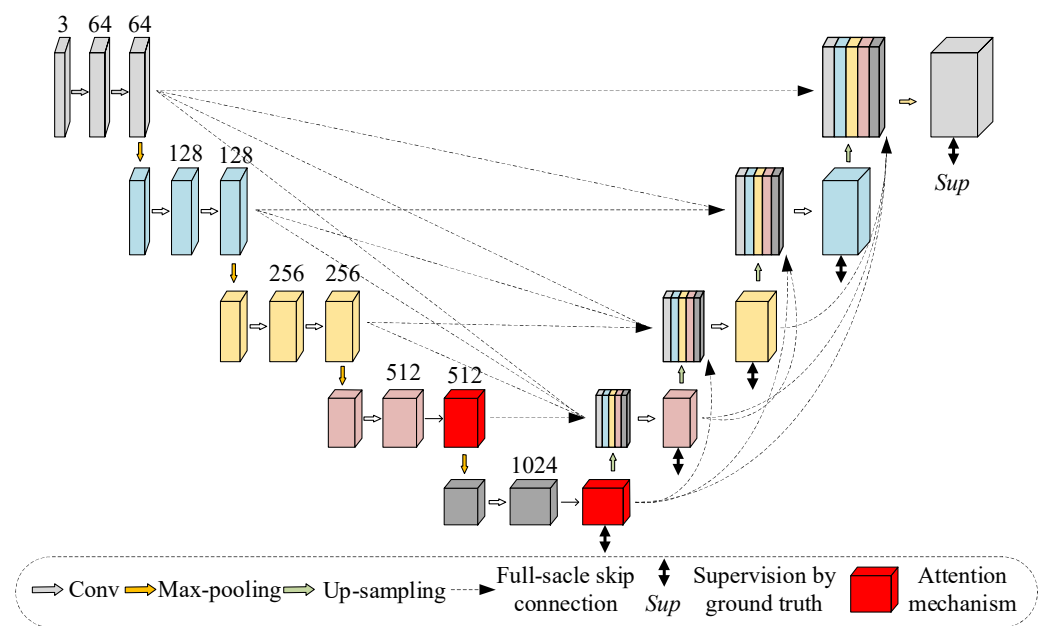 3 64 64
128 128
Sup
256 256
512 512
1024
Conv Max-pooling Up-sampling Full-sacle skip connection Sup Supervision by ground truth Attention mechanism